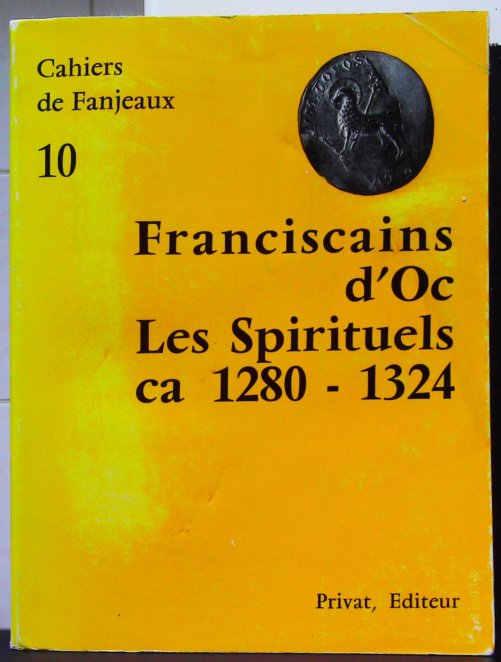 Cahiers
de Fanjeaux
10
Franciscains
d'Oc
Les Spirituels
ca 1280 - 1324
Privat, Editeur